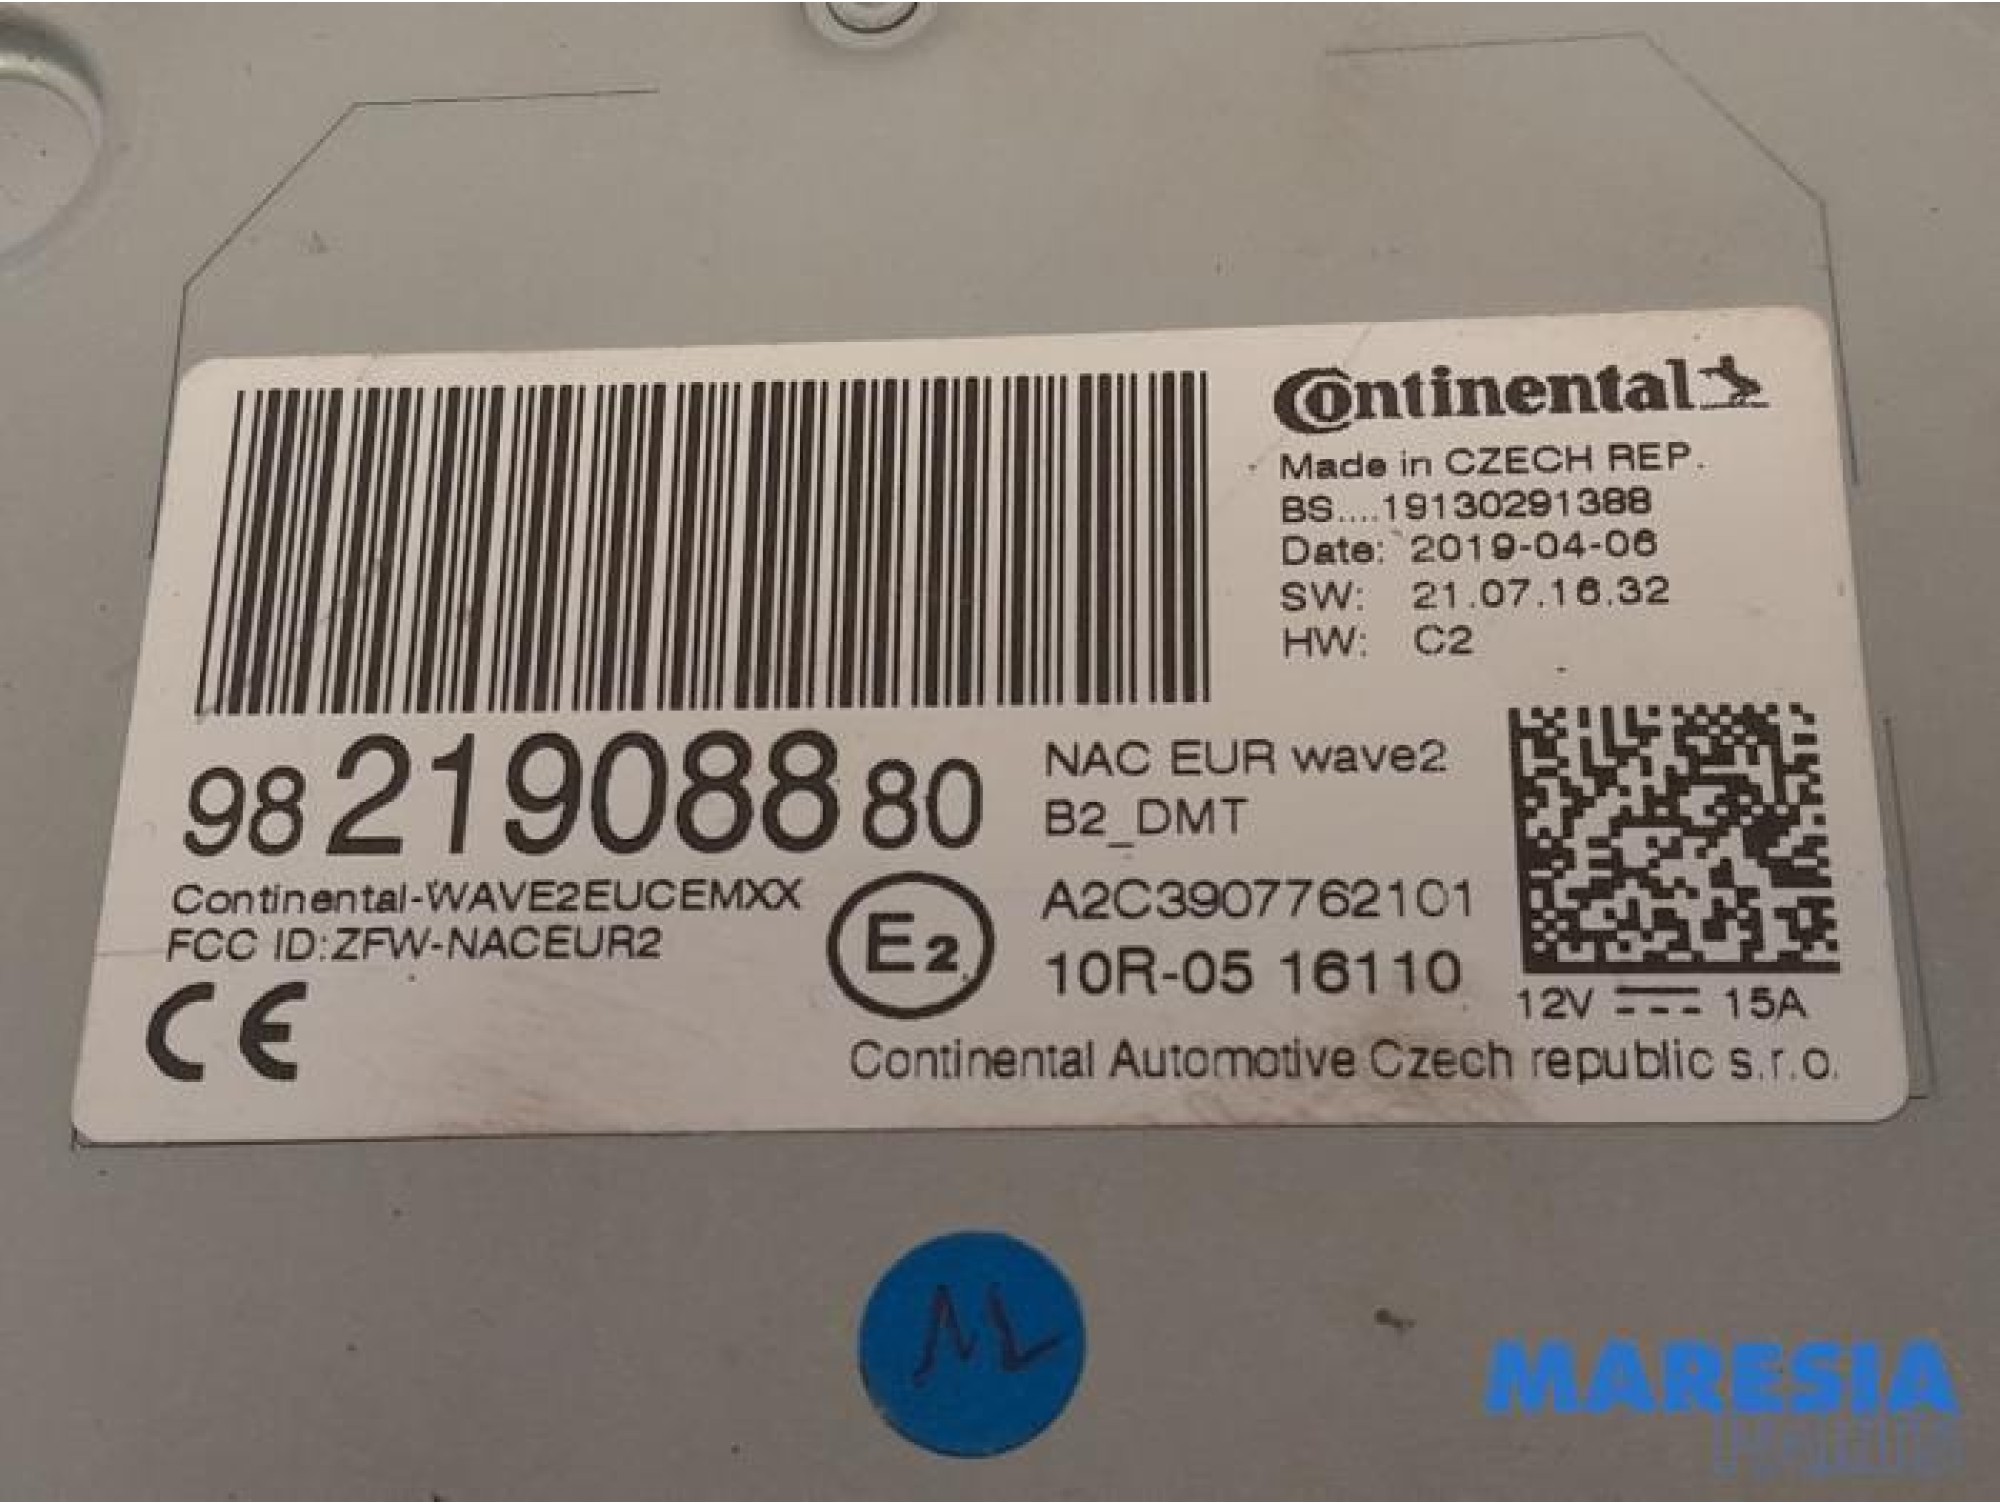 Continental
Made in CZECH REP.
BS....19130291388
Date: 2019-04-06
SW: 21.07.16.32
HW: C2
98 219088 80
NAC EUR wave2
B2_DMT
Continental-WAVE2EUCEMXX
FCC ID:ZFW-NACEUR2
CE
E2
A2C3907762101
10R-05 16110
12V 15A
Continental Automotive Czech republic s.r.o.
MARESIA